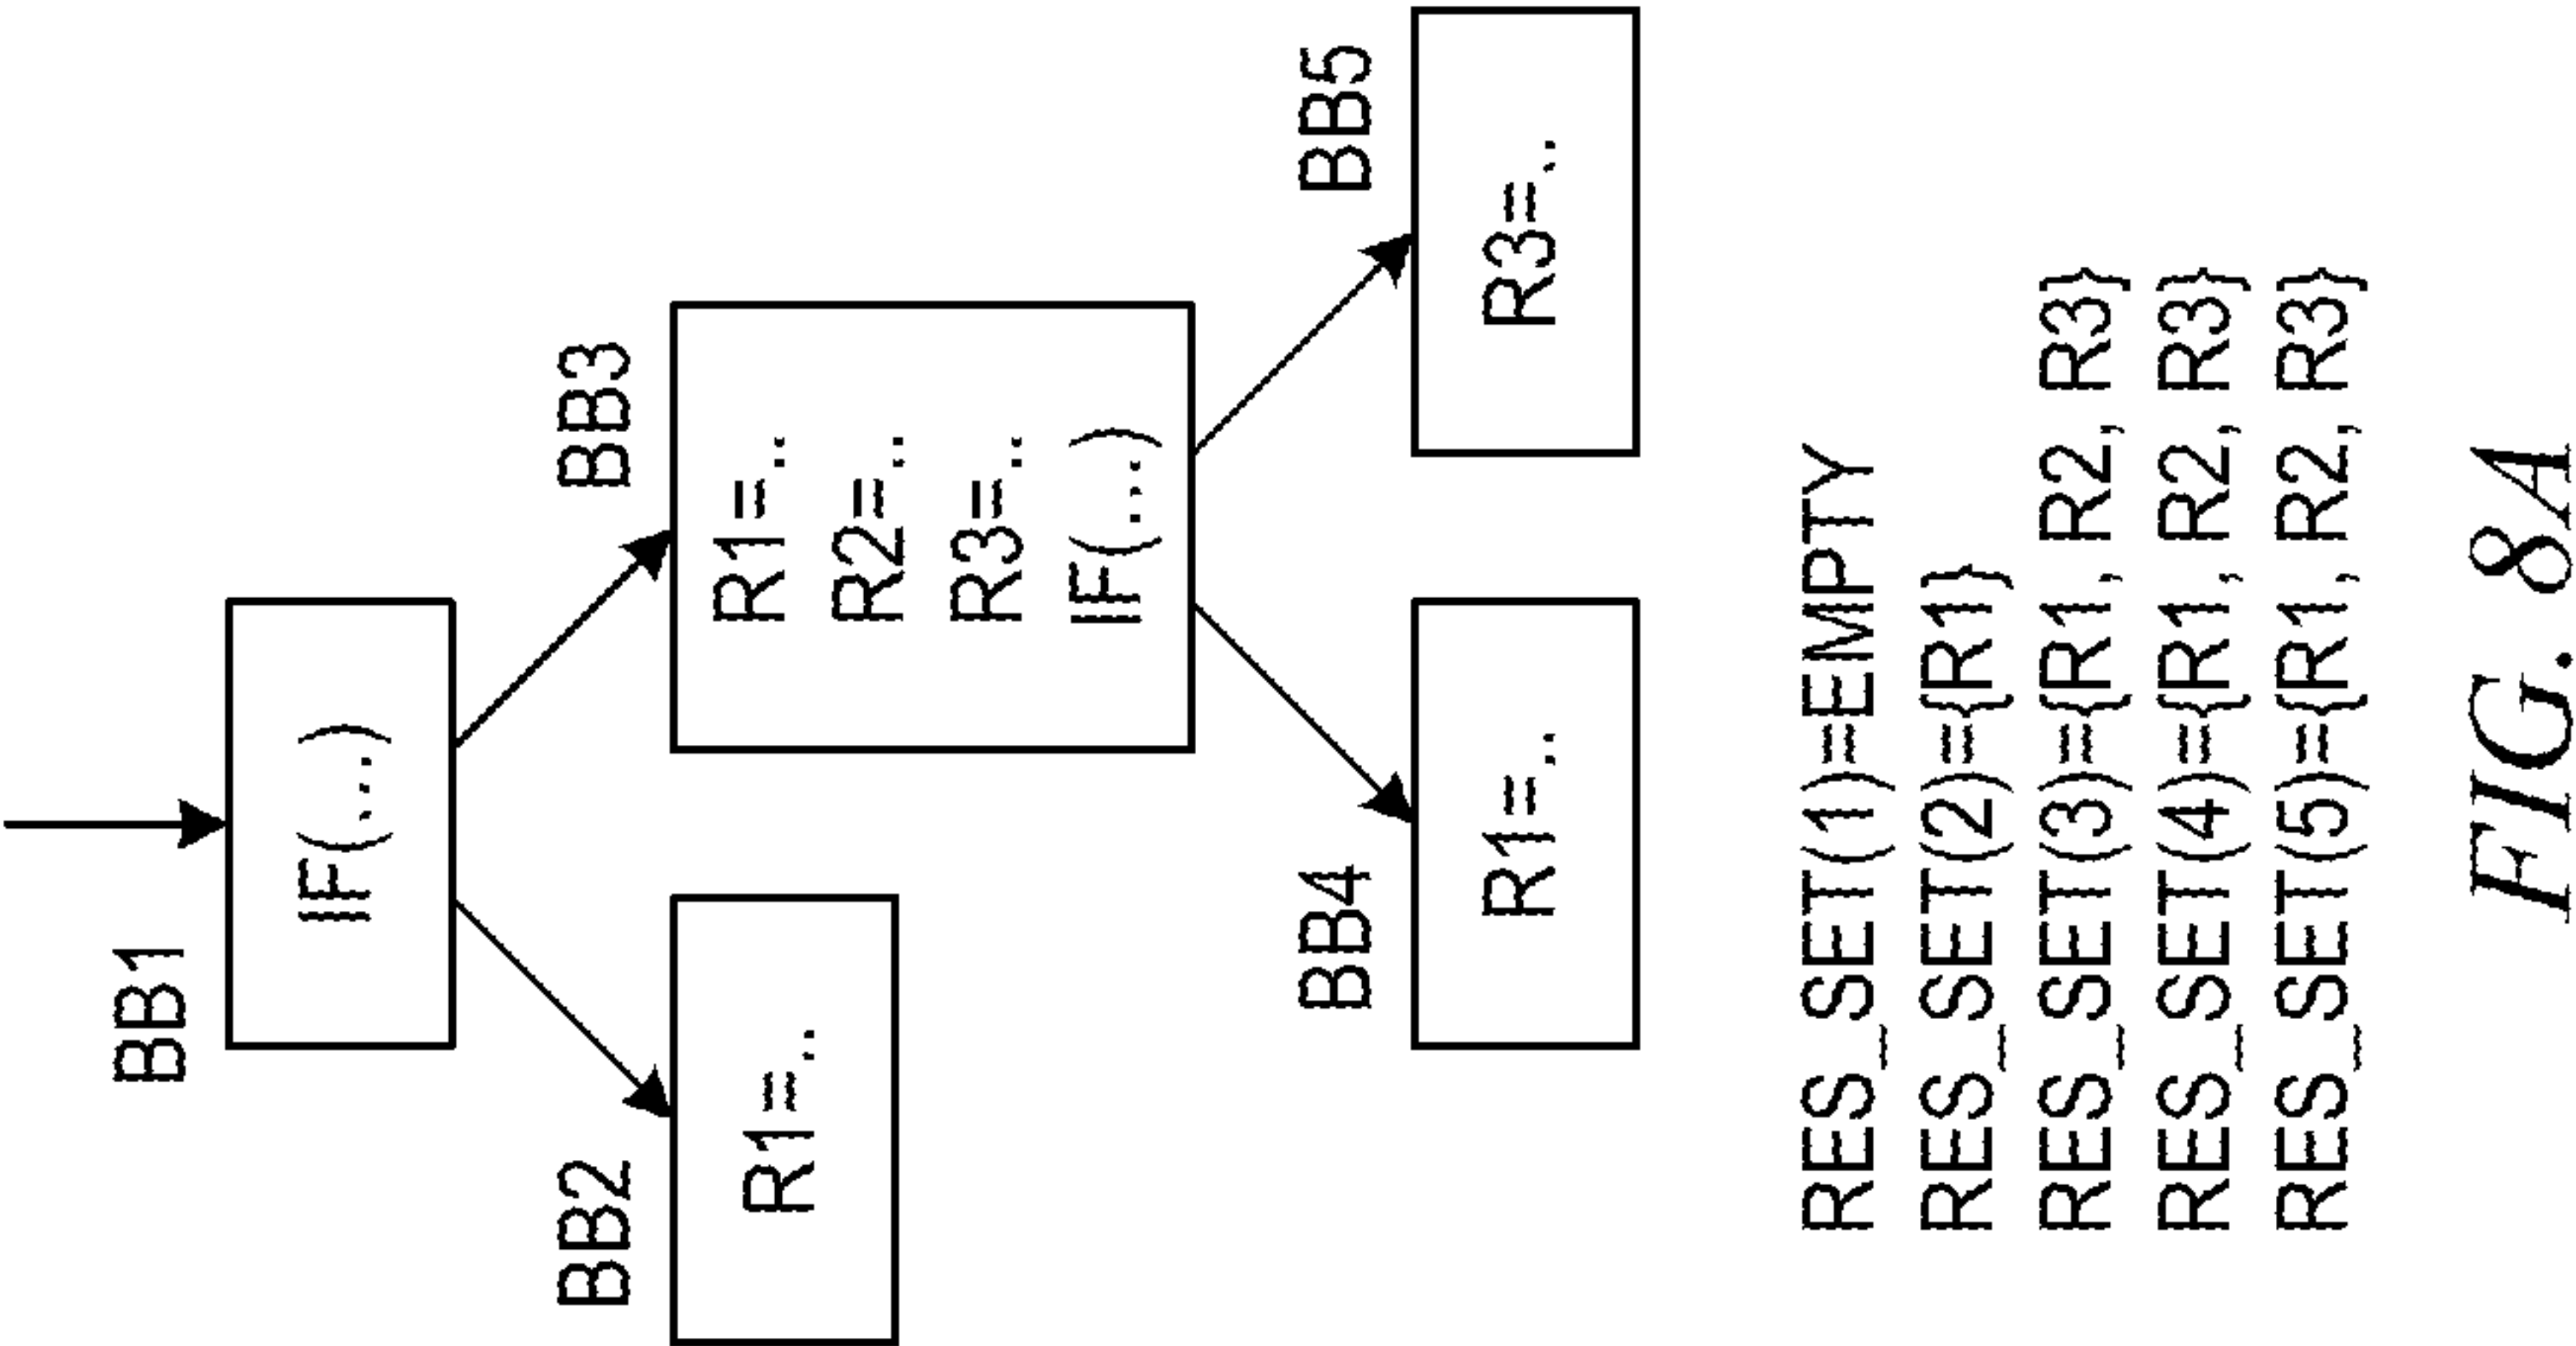 BB1
IF(...)
BB2
R1=..
BB3
R1=..
R2=..
R3=..
IF(...)
BB4
R1=..
BB5
R3=..
RES_SET(1)=EMPTY
RES_SET(2)={R1}
RES_SET(3)={R1, R2, R3}
RES_SET(4)={R1, R2, R3}
RES_SET(5)={R1, R2, R3}
FIG. 8A